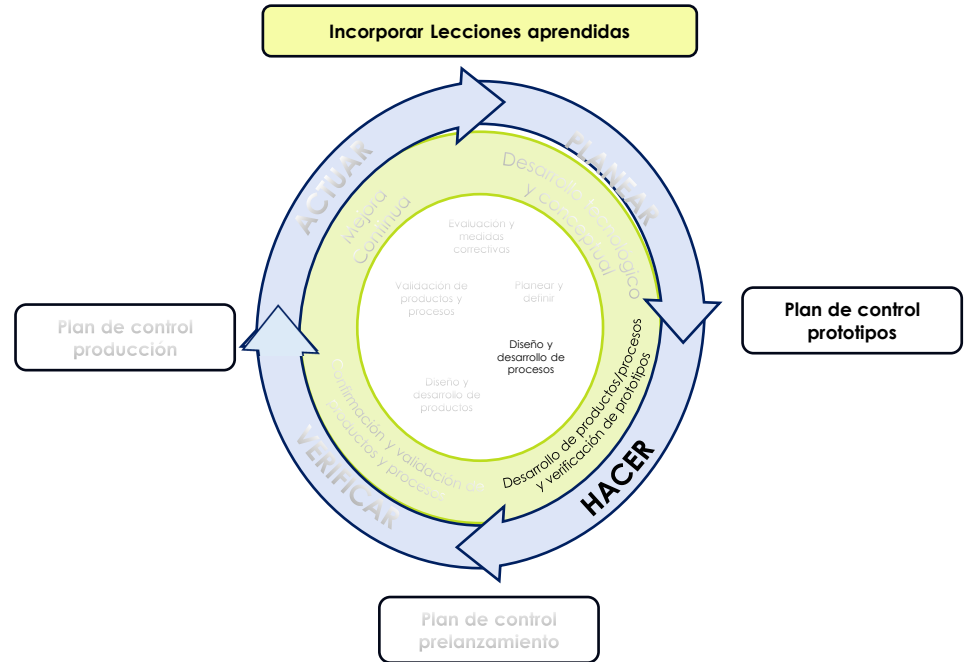 Incorporar Lecciones aprendidas
ACTUAR
PLANEAR
Mejora
Continua
Desarrollo tecnológico
y conceptual
Evaluación y
medidas
correctivas
Validación de
productos y
procesos
Planear y
definir
Diseño y
desarrollo de
procesos
Diseño y
desarrollo de
productos
Plan de control
producción
Plan de control
prototipos
Desarrollo de productos/procesos
y verificación de prototipos
HACER
Confirmación y validación de
productos y procesos
VERIFICAR
Plan de control
prelanzamiento